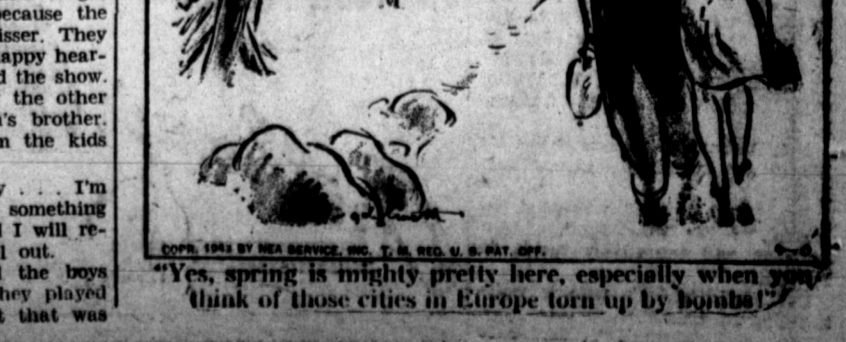 because the
isser. They
appy hear-
d the show.
the other
's brother.
n the kids
y . . . I'm
something
I will re-
l out.
the boys
hey played
t that was
COPR. 1943 BY NEA SERVICE, INC. T. M. REG. U. S. PAT. OFF.
"Yes, spring is mighty pretty here, especially when you
think of those cities in Europe torn up by bombs!"